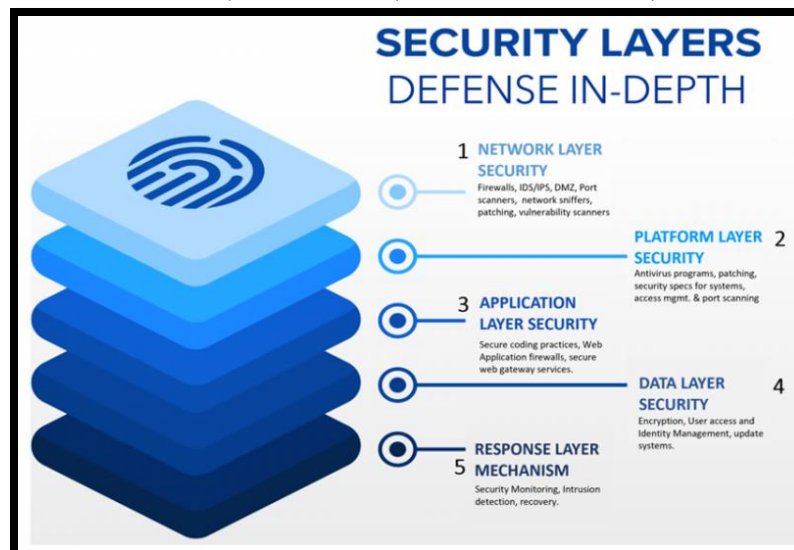 SECURITY LAYERS
DEFENSE IN-DEPTH
1 NETWORK LAYER
SECURITY
Firewalls, IDS/IPS, DMZ, Port
scanners, network sniffers,
patching, vulnerability scanners
PLATFORM LAYER 2
SECURITY
Antivirus programs, patching,
security specs for systems,
access mgmt. & port scanning
3 APPLICATION
LAYER SECURITY
Secure coding practices, Web
Application firewalls, secure
web gateway services.
DATA LAYER 4
SECURITY
Encryption, User access and
Identity Management, update
systems.
RESPONSE LAYER
5 MECHANISM
Security Monitoring, Intrusion
detection, recovery.